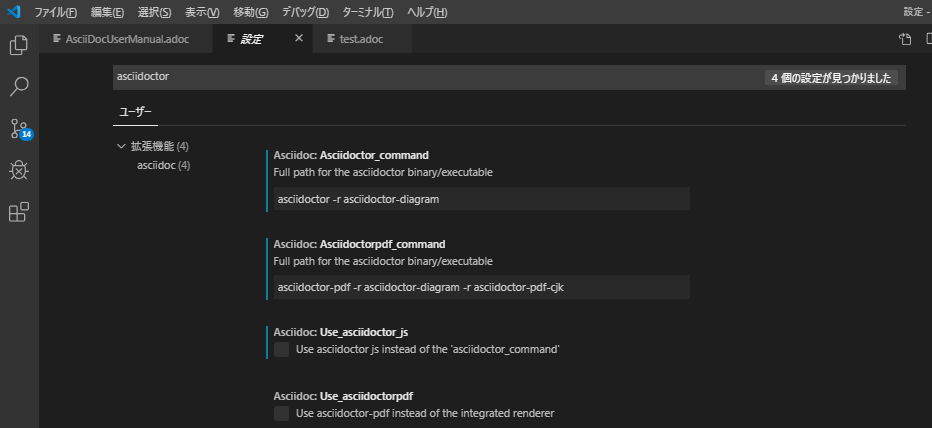 ファイル(F) 編集(E) 選択(S) 表示(V) 移動(G) デバッグ(D) ターミナル(T) ヘルプ(H) 設定 -
AsciiDocUserManual.adoc 設定 × test.adoc
asciidoctor 4 個の設定が見つかりました
ユーザー
拡張機能 (4)
asciidoc (4)
14
Asciidoc: Asciidoctor_command
Full path for the asciidoctor binary/executable
asciidoctor -r asciidoctor-diagram
Asciidoc: Asciidoctorpdf_command
Full path for the asciidoctor binary/executable
asciidoctor-pdf -r asciidoctor-diagram -r asciidoctor-pdf-cjk
Asciidoc: Use_asciidoctor_js
Use asciidoctor js instead of the 'asciidoctor_command'
Asciidoc: Use_asciidoctorpdf
Use asciidoctor-pdf instead of the integrated renderer